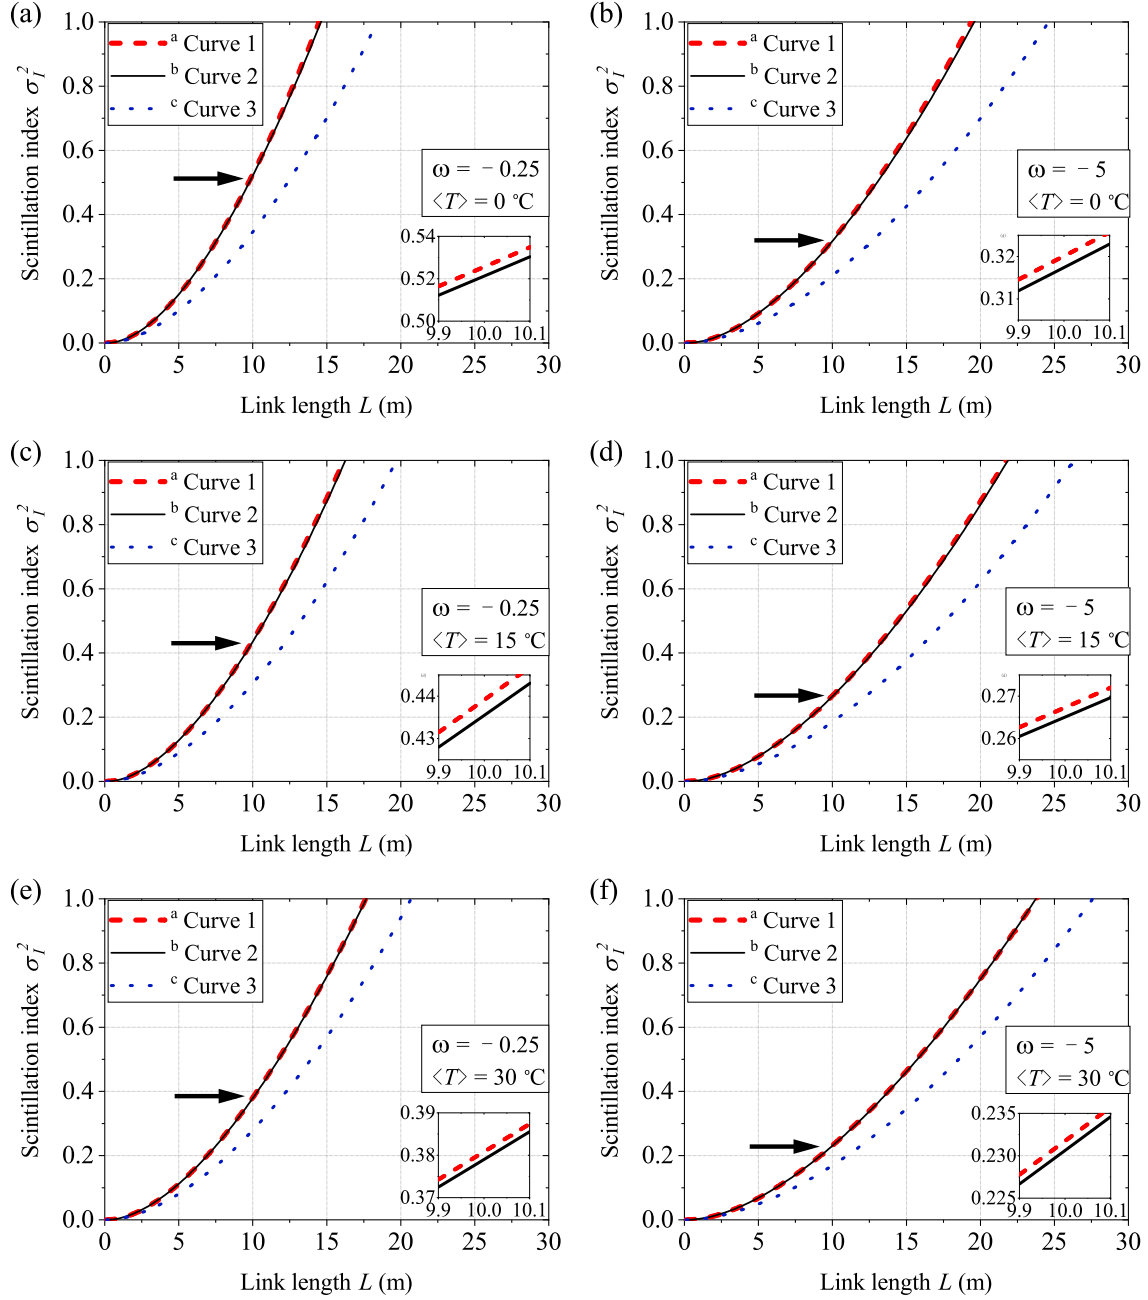 (a)
Scintillation index σ_I^2
1.0
0.8
0.6
0.4
0.2
0.0
a Curve 1
b Curve 2
c Curve 3
ω = − 0.25
⟨T⟩ = 0 ℃
0.54
0.52
0.50
9.9 10.0 10.1
0 5 10 15 20 25 30
Link length L (m)
(b)
Scintillation index σ_I^2
1.0
0.8
0.6
0.4
0.2
0.0
a Curve 1
b Curve 2
c Curve 3
ω = − 5
⟨T⟩ = 0 ℃
0.32
0.31
9.9 10.0 10.1
0 5 10 15 20 25 30
Link length L (m)
(c)
Scintillation index σ_I^2
1.0
0.8
0.6
0.4
0.2
0.0
a Curve 1
b Curve 2
c Curve 3
ω = − 0.25
⟨T⟩ = 15 ℃
0.44
0.43
9.9 10.0 10.1
0 5 10 15 20 25 30
Link length L (m)
(d)
Scintillation index σ_I^2
1.0
0.8
0.6
0.4
0.2
0.0
a Curve 1
b Curve 2
c Curve 3
ω = − 5
⟨T⟩ = 15 ℃
0.27
0.26
9.9 10.0 10.1
0 5 10 15 20 25 30
Link length L (m)
(e)
Scintillation index σ_I^2
1.0
0.8
0.6
0.4
0.2
0.0
a Curve 1
b Curve 2
c Curve 3
ω = − 0.25
⟨T⟩ = 30 ℃
0.39
0.38
0.37
9.9 10.0 10.1
0 5 10 15 20 25 30
Link length L (m)
(f)
Scintillation index σ_I^2
1.0
0.8
0.6
0.4
0.2
0.0
a Curve 1
b Curve 2
c Curve 3
ω = − 5
⟨T⟩ = 30 ℃
0.235
0.230
0.225
9.9 10.0 10.1
0 5 10 15 20 25 30
Link length L (m)